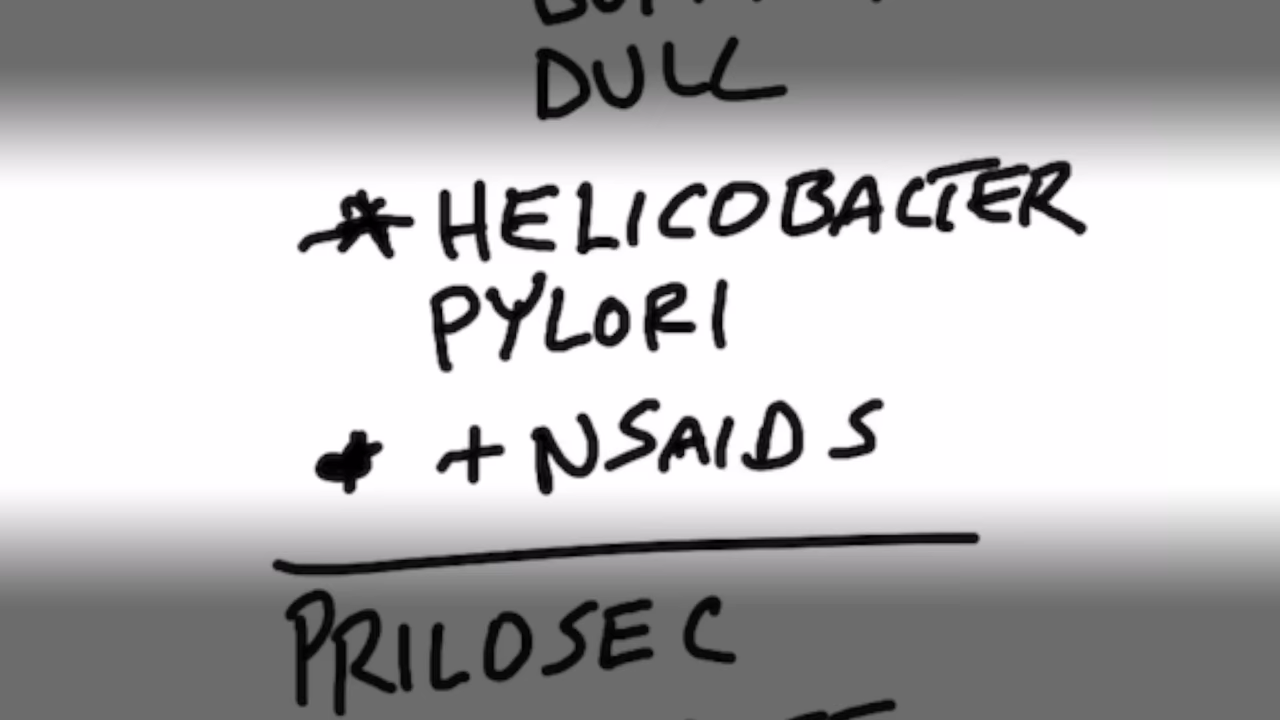 DULL
* HELICOBACTER
PYLORI
* + NSAIDS
PRILOSEC